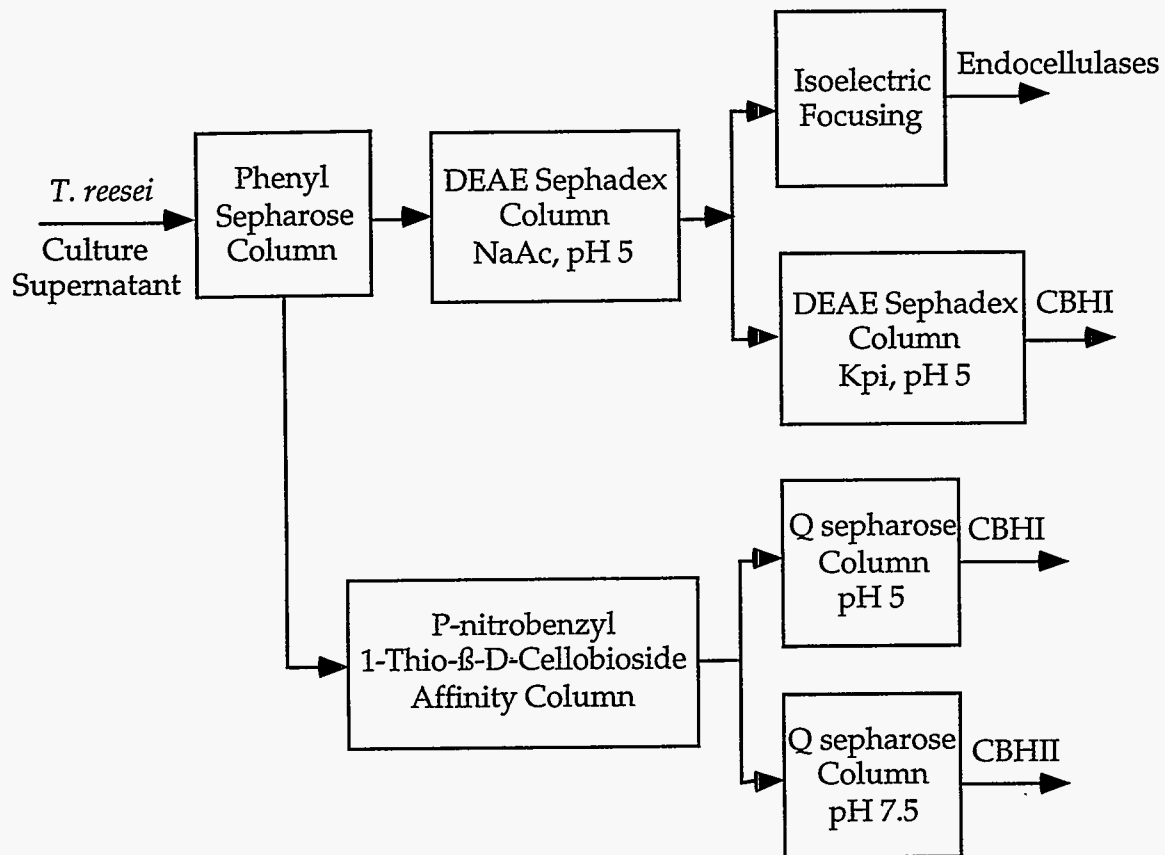 T. reesei
Culture
Supernatant
Phenyl
Sepharose
Column
DEAE Sephadex
Column
NaAc, pH 5
Isoelectric
Focusing
Endocellulases
DEAE Sephadex
Column
Kpi, pH 5
CBHI
P-nitrobenzyl
1-Thio-ß-D-Cellobioside
Affinity Column
Q sepharose
Column
pH 5
CBHI
Q sepharose
Column
pH 7.5
CBHII